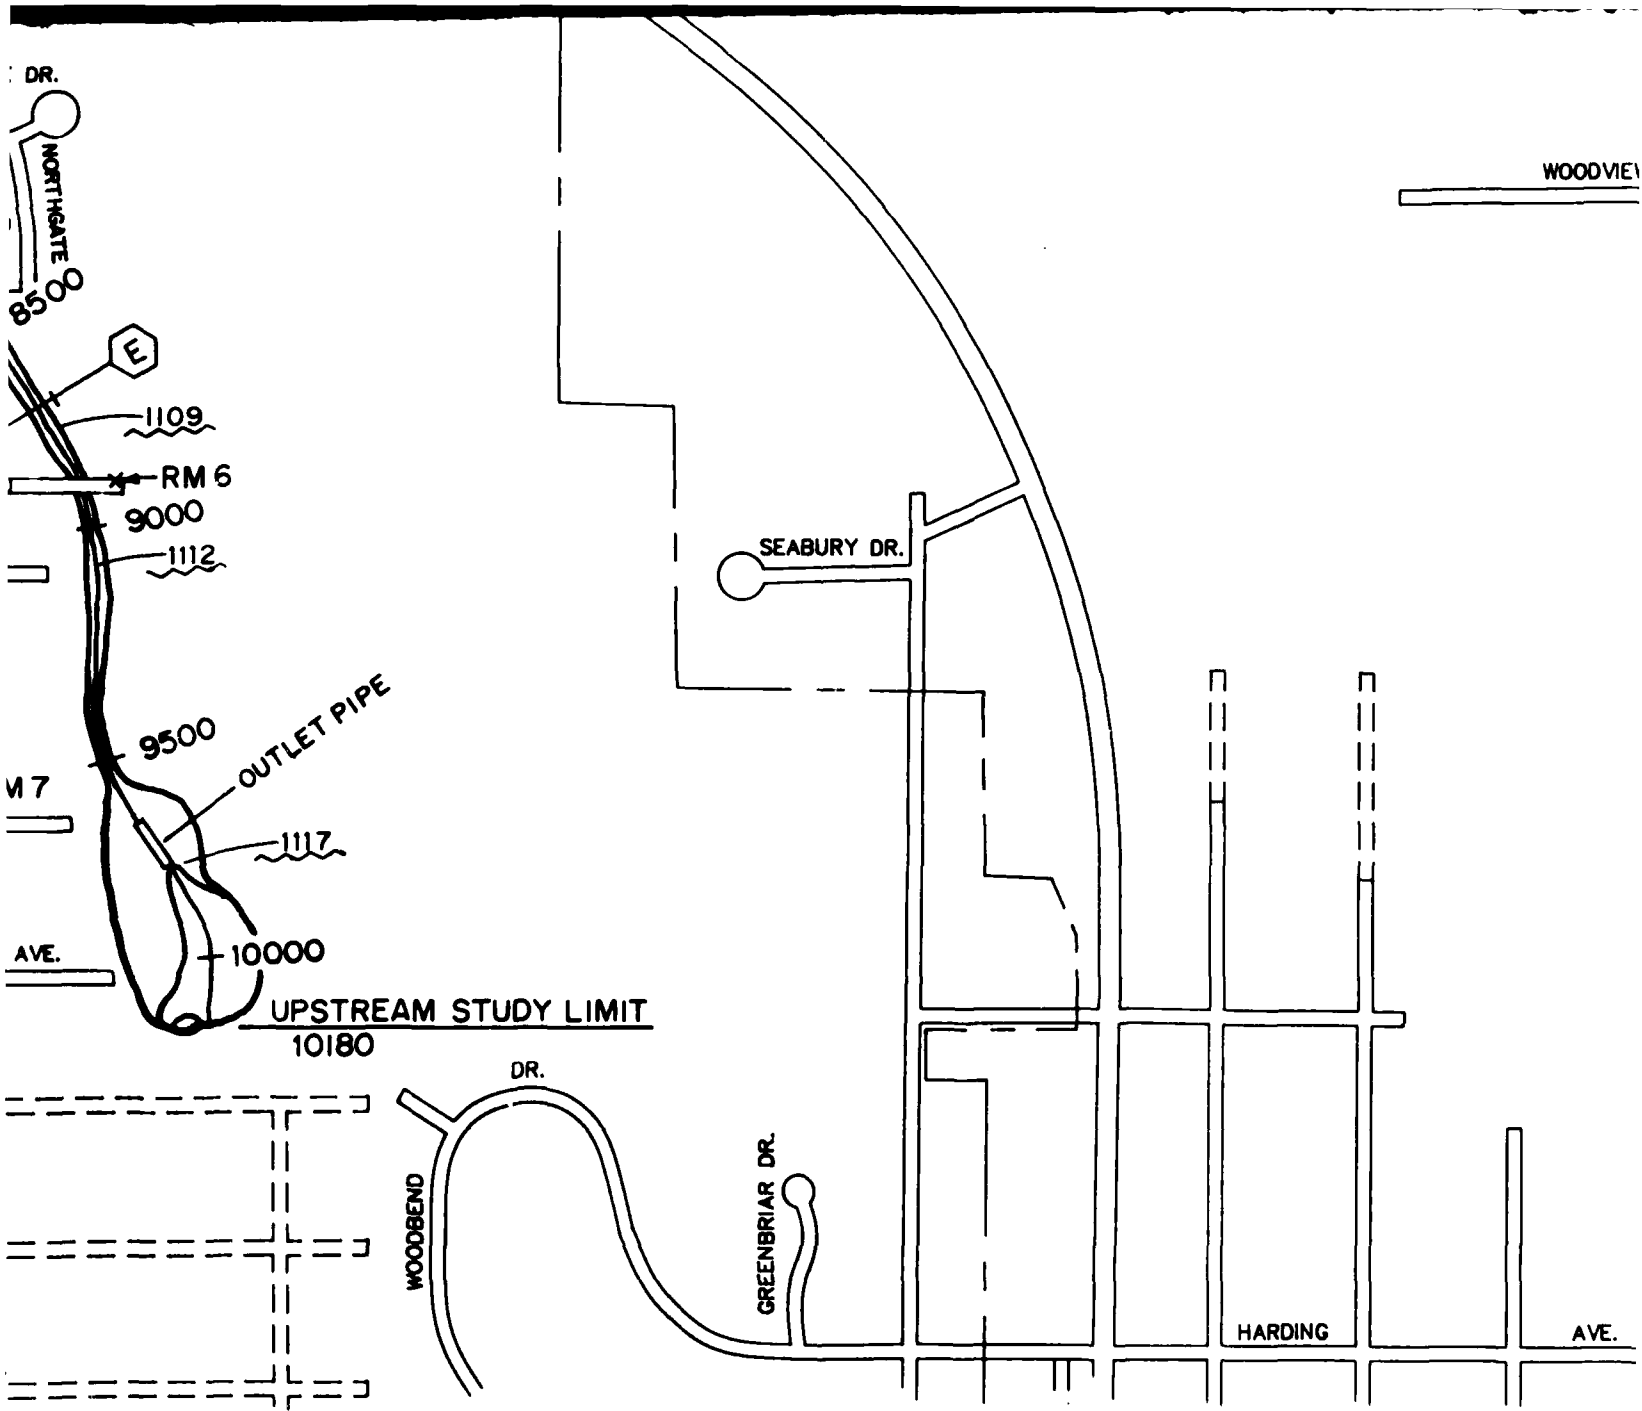 DR.
NORTHGATE
8500
WOODVIEW
E
1109
RM 6
9000
1112
SEABURY DR.
9500
OUTLET PIPE
M 7
1117
AVE.
10000
UPSTREAM STUDY LIMIT
10180
DR.
WOODBEND
GREENBRIAR DR.
HARDING AVE.